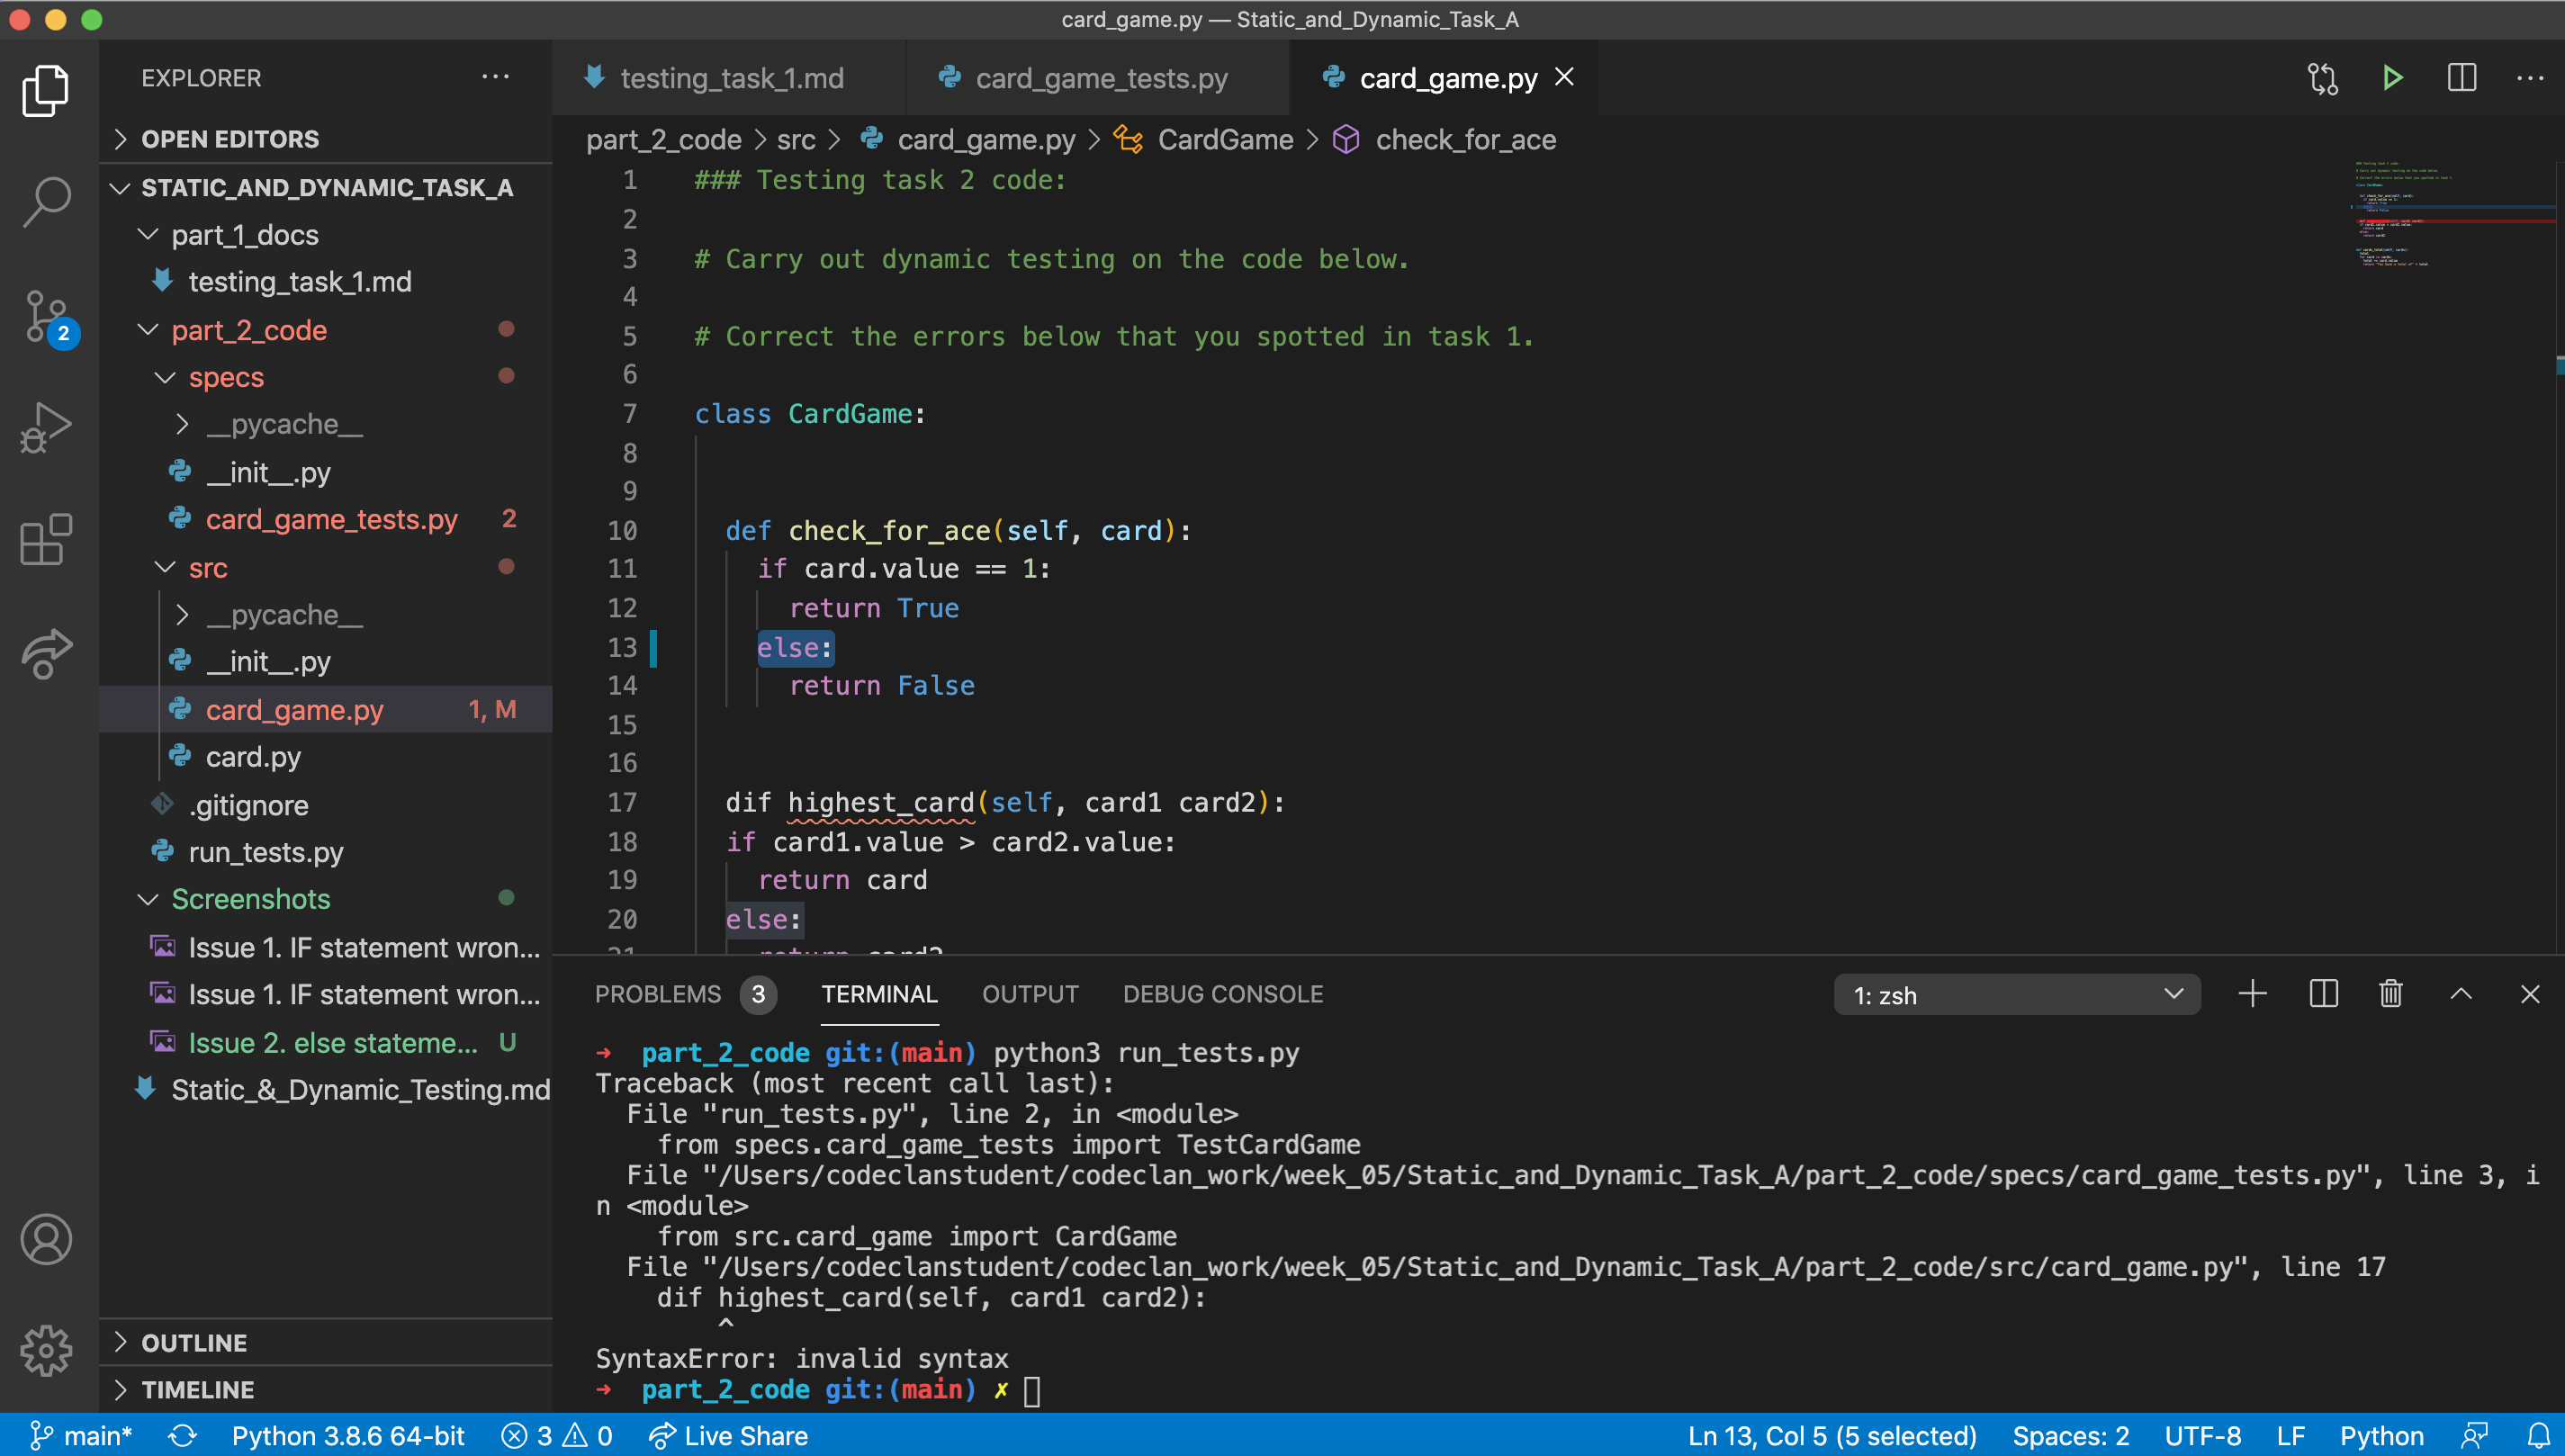 card_game.py — Static_and_Dynamic_Task_A
EXPLORER
OPEN EDITORS
STATIC_AND_DYNAMIC_TASK_A
part_1_docs
testing_task_1.md
part_2_code
specs
__pycache__
__init__.py
card_game_tests.py 2
src
__pycache__
__init__.py
card_game.py 1, M
card.py
.gitignore
run_tests.py
Screenshots
Issue 1. IF statement wron...
Issue 1. IF statement wron...
Issue 2. else stateme... U
Static_&_Dynamic_Testing.md
OUTLINE
TIMELINE
2
testing_task_1.md card_game_tests.py card_game.py
part_2_code > src > card_game.py > CardGame > check_for_ace
1 ### Testing task 2 code:
2
3 # Carry out dynamic testing on the code below.
4
5 # Correct the errors below that you spotted in task 1.
6
7 class CardGame:
8
9
10 def check_for_ace(self, card):
11 if card.value == 1:
12 return True
13 else:
14 return False
15
16
17 dif highest_card(self, card1 card2):
18 if card1.value > card2.value:
19 return card
20 else:
21 return card2
PROBLEMS 3 TERMINAL OUTPUT DEBUG CONSOLE 1: zsh
➜ part_2_code git:(main) python3 run_tests.py
Traceback (most recent call last):
File "run_tests.py", line 2, in <module>
from specs.card_game_tests import TestCardGame
File "/Users/codeclanstudent/codeclan_work/week_05/Static_and_Dynamic_Task_A/part_2_code/specs/card_game_tests.py", line 3, i
n <module>
from src.card_game import CardGame
File "/Users/codeclanstudent/codeclan_work/week_05/Static_and_Dynamic_Task_A/part_2_code/src/card_game.py", line 17
dif highest_card(self, card1 card2):
^
SyntaxError: invalid syntax
➜ part_2_code git:(main) ✗
main* Python 3.8.6 64-bit 3 0 Live Share Ln 13, Col 5 (5 selected) Spaces: 2 UTF-8 LF Python